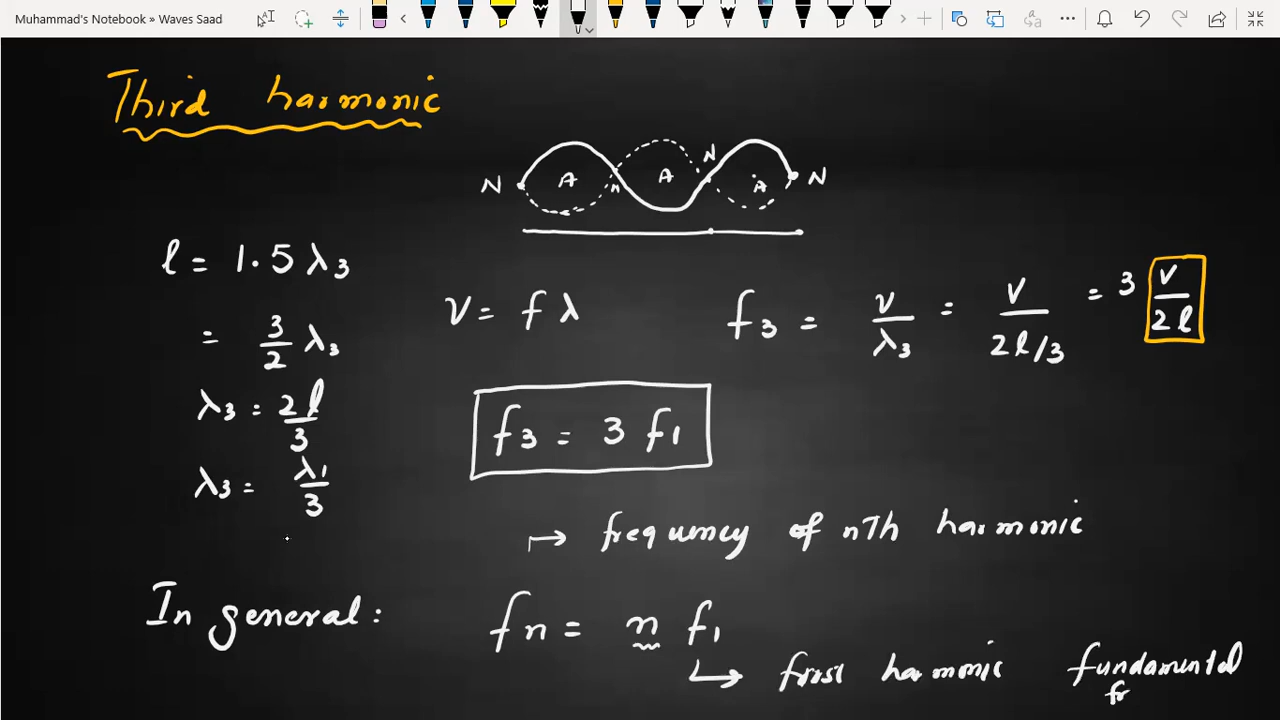 Muhammad's Notebook » Waves Saad
Third harmonic
N A N A N A N
l = 1.5 λ3
= 3/2 λ3
λ3 = 2l/3
λ3 = λ1/3
v = f λ
f3 = v/λ3 = v/2l/3 = 3 v/2l
f3 = 3 f1
↦ frequency of nTh harmonic
In general: fn = n f1
↳ first harmonic fundamental
fr